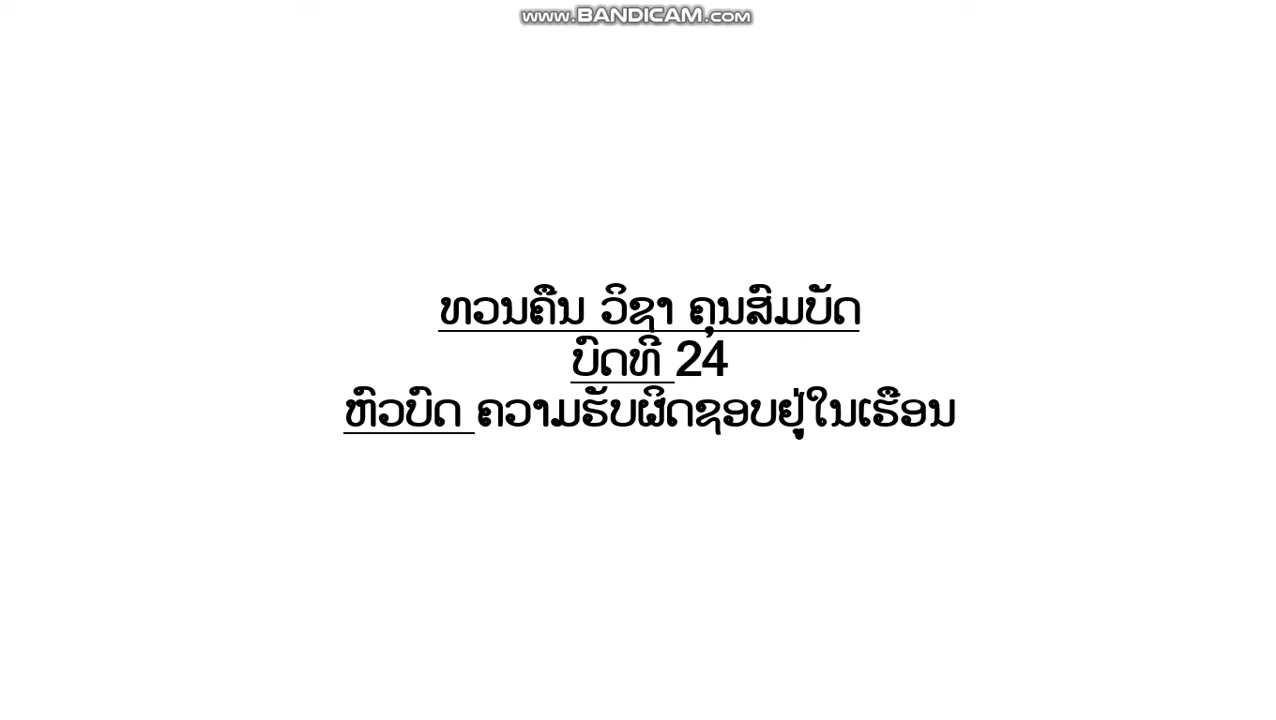 www.BANDICAM.com
ທວນຄືນ ວິຊາ ຄຸນສົມບັດ
ບົດທີ 24
ຫົວບົດ ຄວາມຮັບຜິດຊອບຢູ່ໃນເຮືອນ